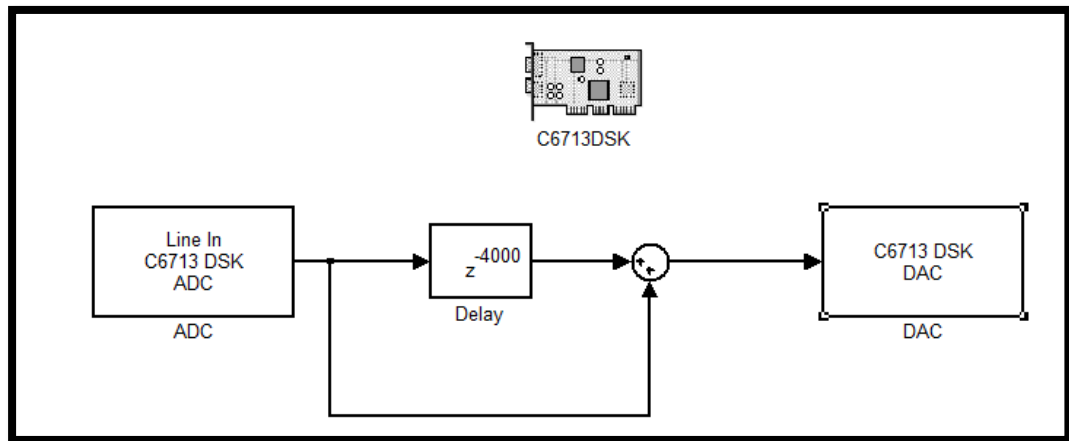 C6713DSK
Line In
C6713 DSK
ADC
ADC
z^-4000
Delay
C6713 DSK
DAC
DAC